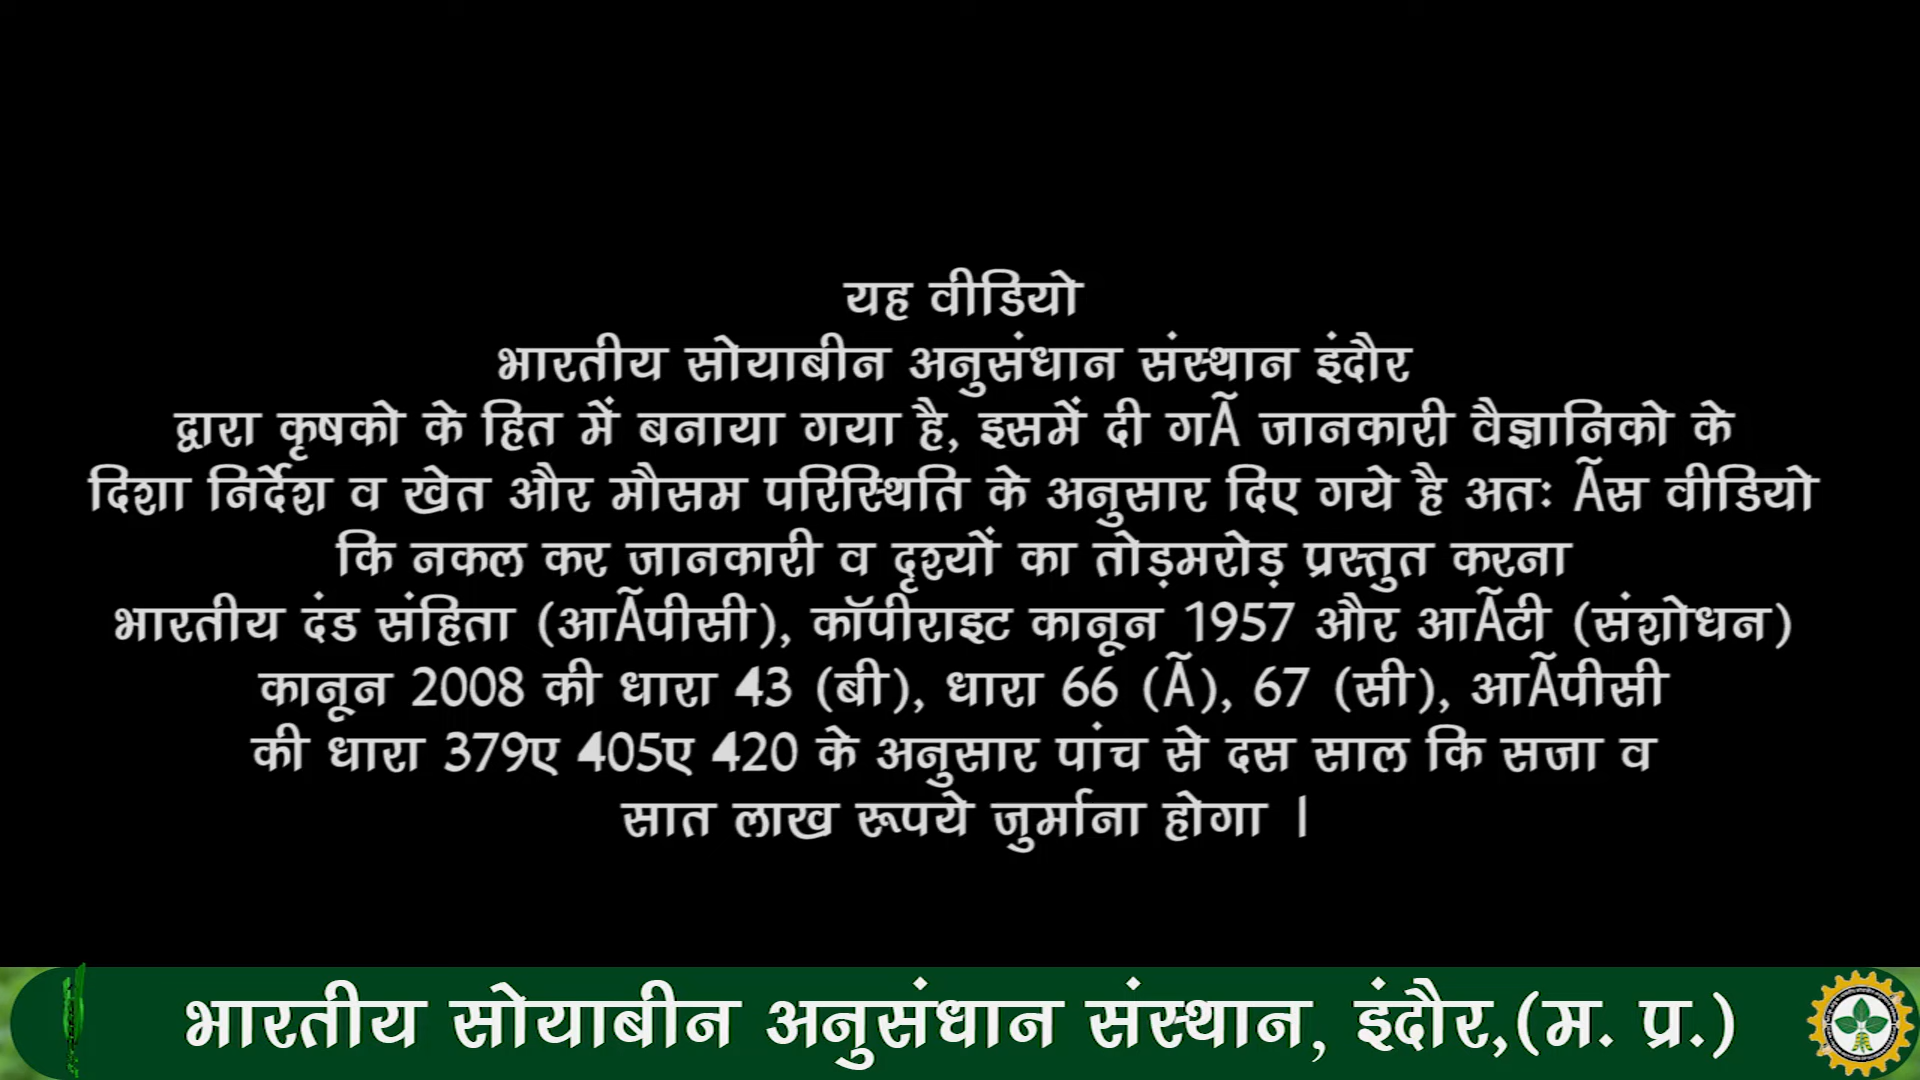 यह वीडियो
भारतीय सोयाबीन अनुसंधान संस्थान इंदौर
द्वारा कृषको के हित में बनाया गया है, इसमें दी गÃ जानकारी वैज्ञानिको के
दिशा निर्देश व खेत और मौसम परिस्थिति के अनुसार दिए गये है अतः Ãस वीडियो
कि नकल कर जानकारी व दृश्यों का तोड़मरोड़ प्रस्तुत करना
भारतीय दंड संहिता (आÃपीसी), कॉपीराइट कानून 1957 और आÃटी (संशोधन)
कानून 2008 की धारा 43 (बी), धारा 66 (Ã), 67 (सी), आÃपीसी
की धारा 379ए 405ए 420 के अनुसार पांच से दस साल कि सजा व
सात लाख रूपये जुर्माना होगा ।
भारतीय सोयाबीन अनुसंधान संस्थान, इंदौर,(म. प्र.)